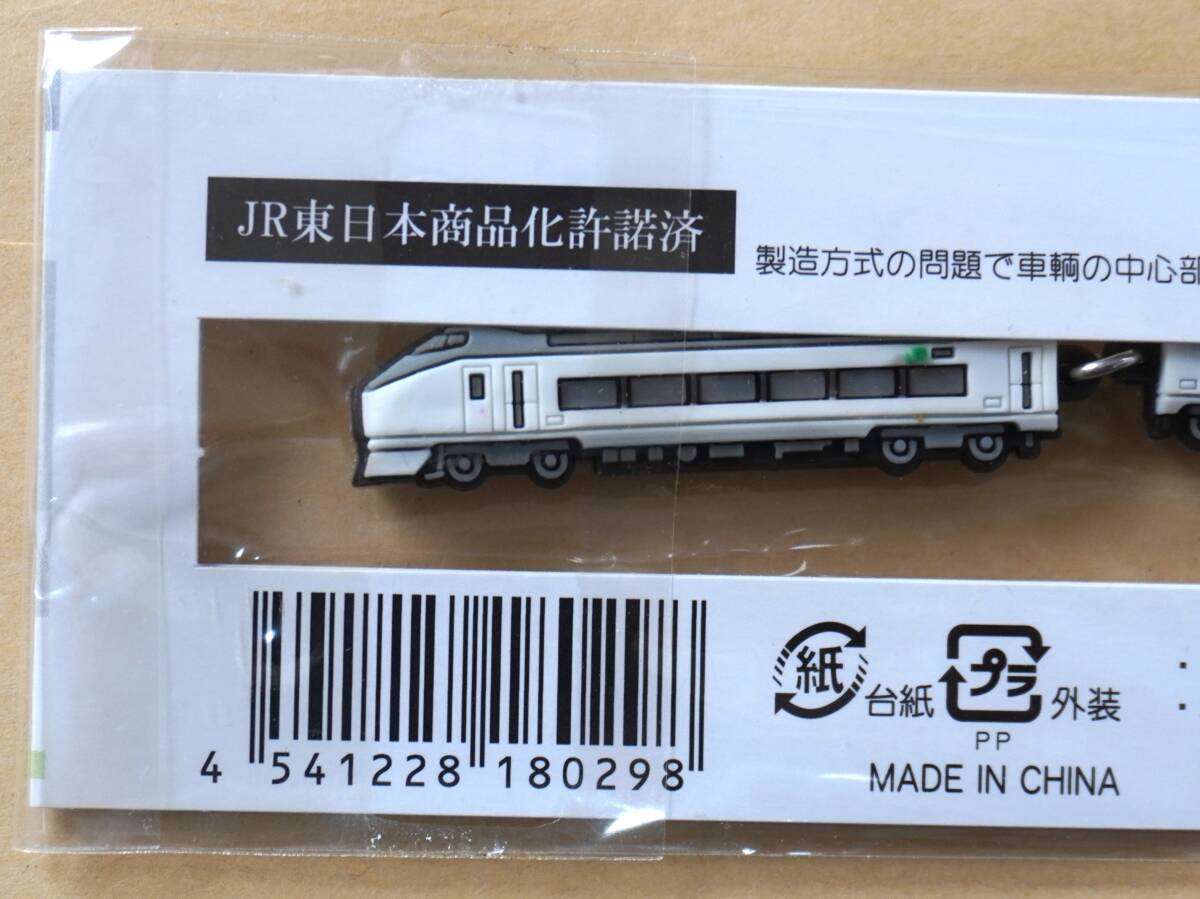 JR東日本商品化許諾済
製造方式の問題で車輌の中心部
紙 台紙 プラ 外装
PP
4 541228 180298
MADE IN CHINA